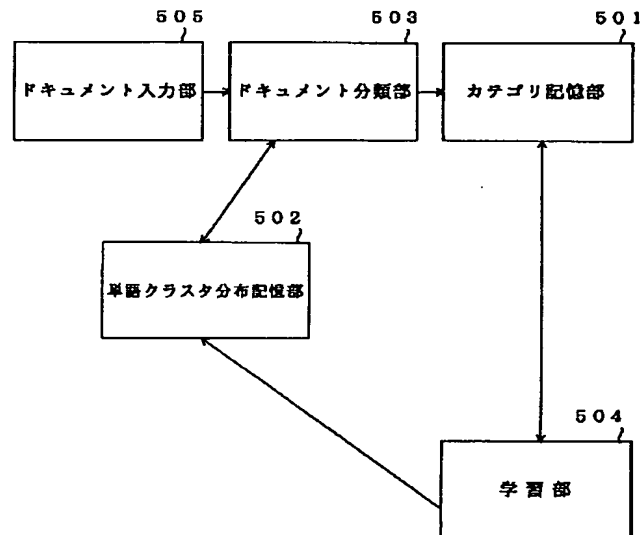 ５０５
５０３
５０１
ドキュメント入力部
ドキュメント分類部
カテゴリ記憶部
５０２
単語クラスタ分布記憶部
５０４
学習部